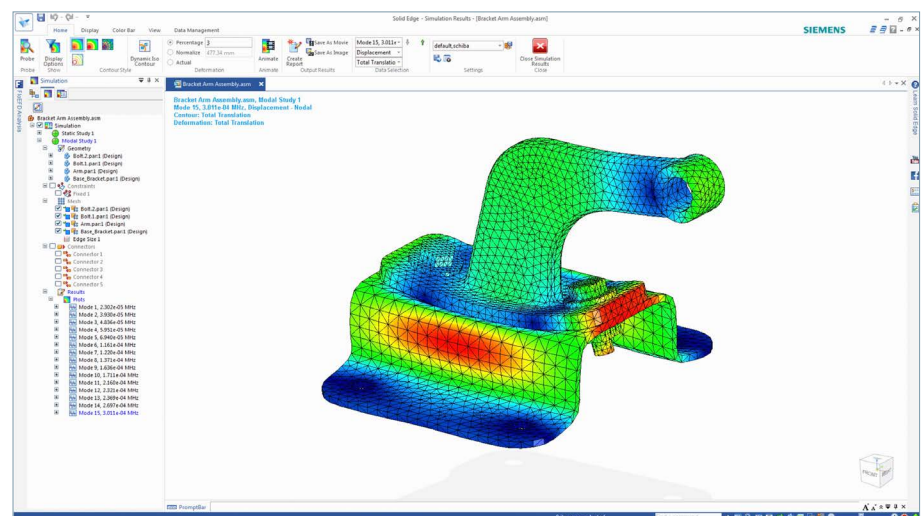 Solid Edge - Simulation Results - [Bracket Arm Assembly.asm]
Home Display Color Bar View Data Management
SIEMENS
Probe
Display Options
Dynamic Iso Contour
Percentage 3
Normalize 477.34 mm
Actual
Animate
Create Report
Save As Movie
Save As Image
Mode 15, 3.011e
Displacement
Total Translatio
default,schiba
Close Simulation Results
Probe Show Contour Style Deformation Animate Output Results Data Selection Settings Close
Simulation
Bracket Arm Assembly.asm
FloEFD Analysis
Learn Solid Edge
Bracket Arm Assembly.asm
Simulation
Static Study 1
Modal Study 1
Geometry
Bolt.2.par:1 (Design)
Bolt.1.par:1 (Design)
Arm.par:1 (Design)
Base_Bracket.par:1 (Design)
Constraints
Fixed 1
Mesh
Bolt.2.par:1 (Design)
Bolt.1.par:1 (Design)
Arm.par:1 (Design)
Base_Bracket.par:1 (Design)
Edge Size 1
Connectors
Connector 1
Connector 2
Connector 3
Connector 4
Connector 5
Results
Plots
Mode 1, 2.302e-05 MHz
Mode 2, 3.930e-05 MHz
Mode 3, 4.836e-05 MHz
Mode 4, 5.951e-05 MHz
Mode 5, 6.940e-05 MHz
Mode 6, 1.161e-04 MHz
Mode 7, 1.220e-04 MHz
Mode 8, 1.371e-04 MHz
Mode 9, 1.636e-04 MHz
Mode 10, 1.711e-04 MHz
Mode 11, 2.160e-04 MHz
Mode 12, 2.321e-04 MHz
Mode 13, 2.369e-04 MHz
Mode 14, 2.697e-04 MHz
Mode 15, 3.011e-04 MHz
Bracket Arm Assembly.asm, Modal Study 1
Mode 15, 3.011e-04 MHz, Displacement - Nodal
Contour: Total Translation
Deformation: Total Translation
FRONT
PromptBar